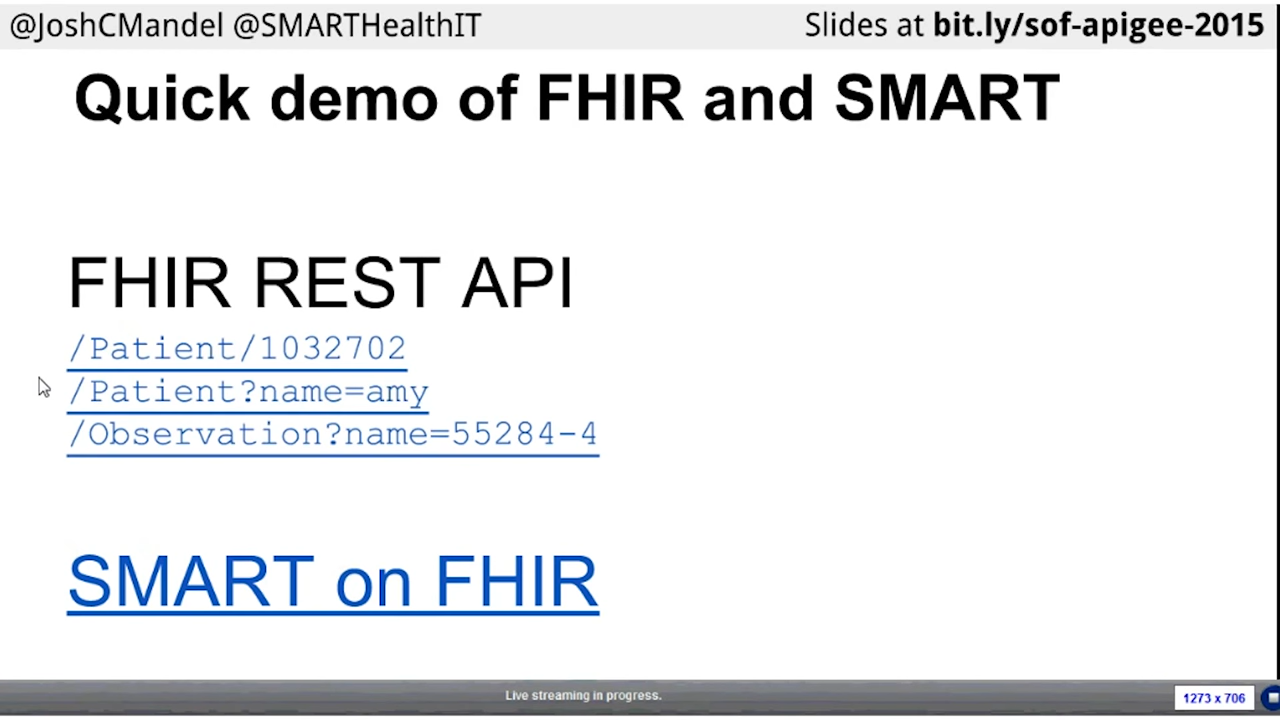 @JoshCMandel @SMARTHealthIT
Slides at bit.ly/sof-apigee-2015
Quick demo of FHIR and SMART
FHIR REST API
/Patient/1032702
/Patient?name=amy
/Observation?name=55284-4
SMART on FHIR
Live streaming in progress.
1273 x 706